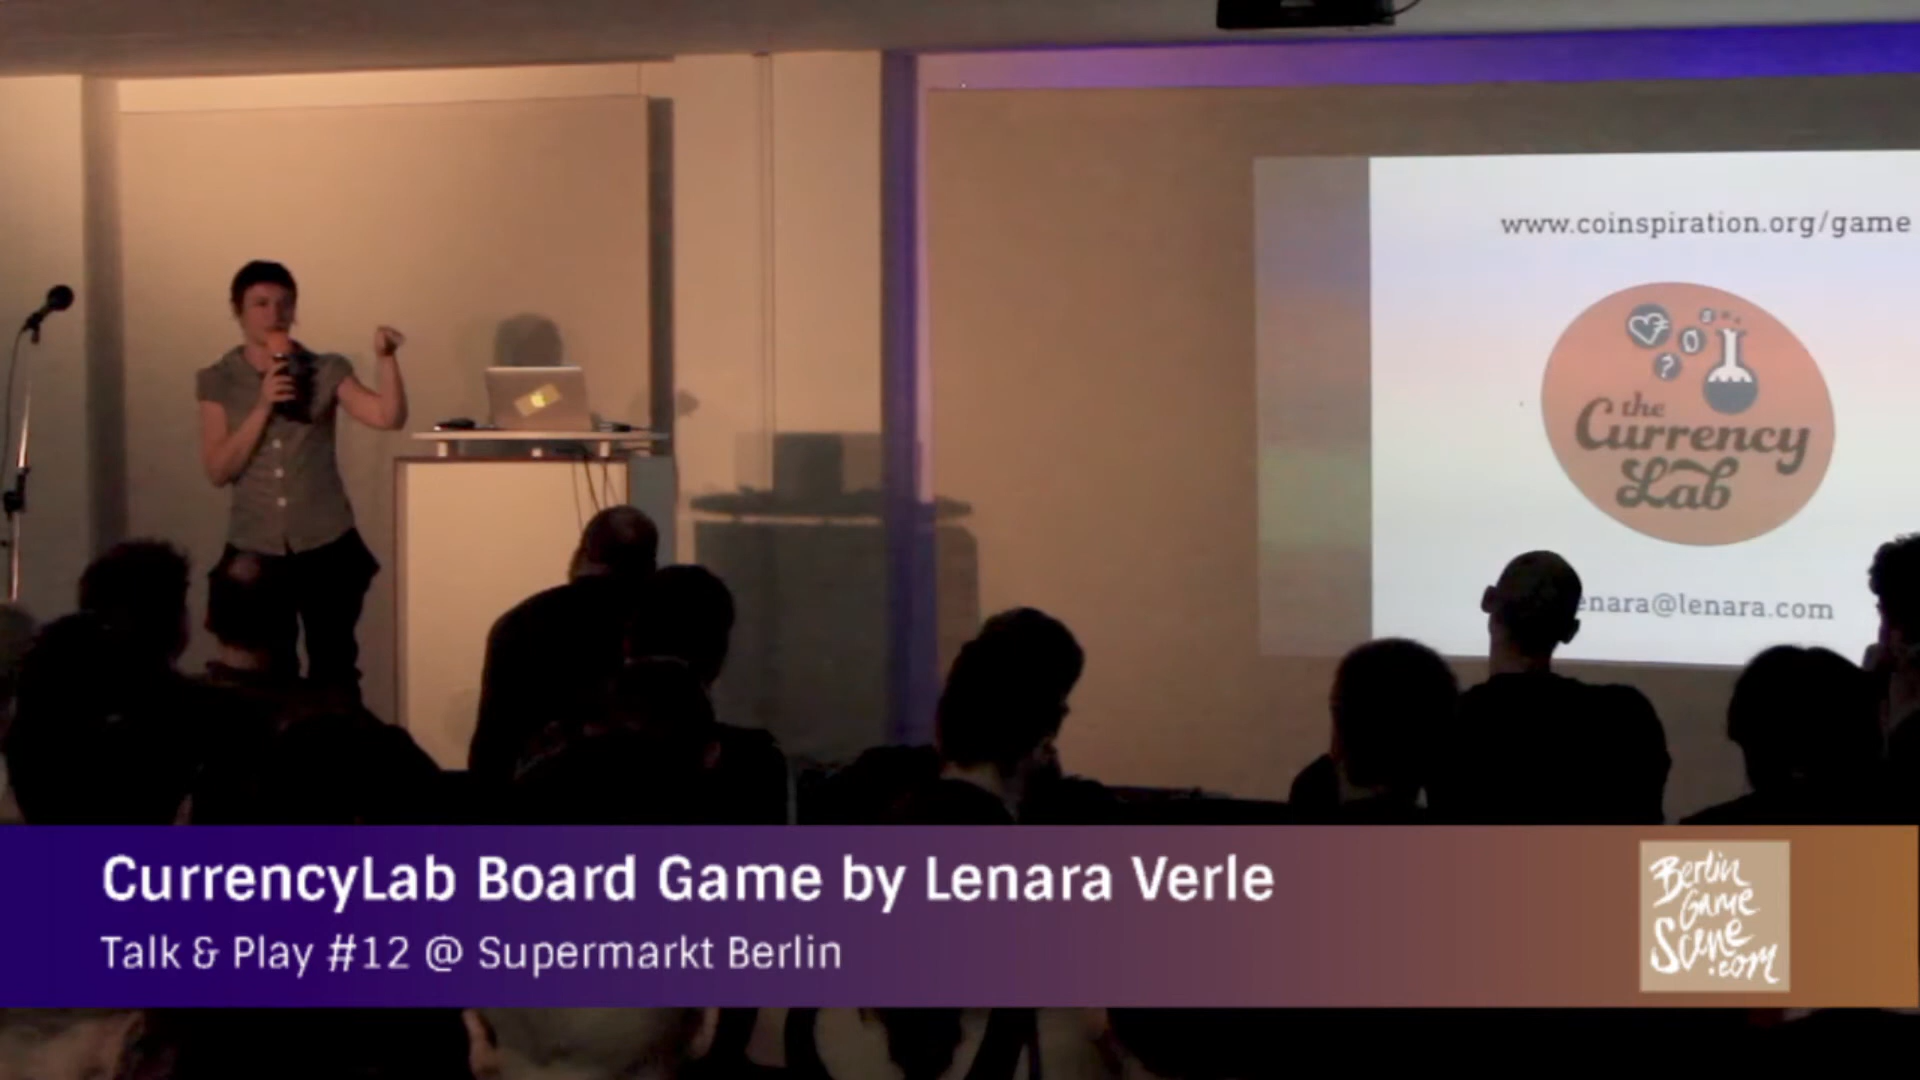 www.coinspiration.org/game
the
Currency
Lab
enara@lenara.com
CurrencyLab Board Game by Lenara Verle
Talk & Play #12 @ Supermarkt Berlin
Berlin
Game
Scene
.com